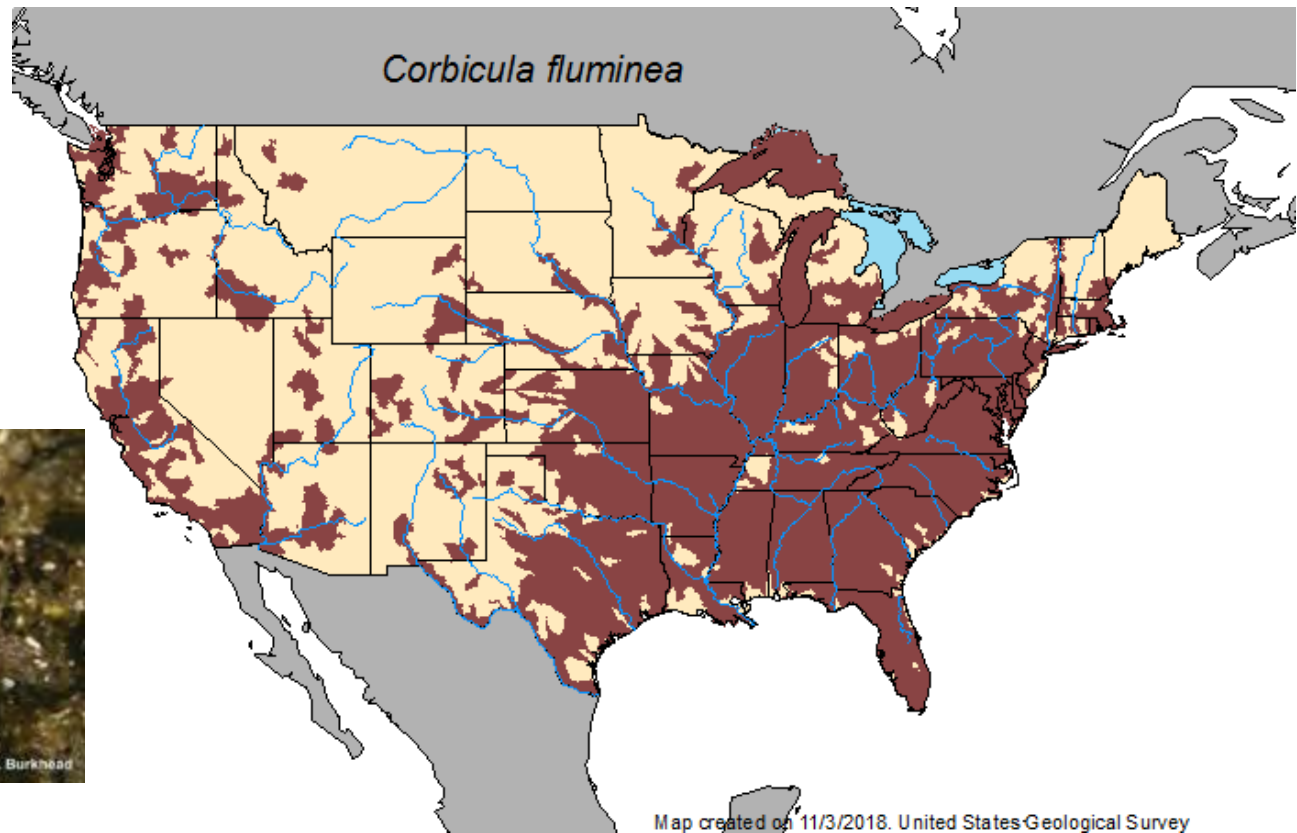 Corbicula fluminea
Burkhead
Map created on 11/3/2018. United States Geological Survey